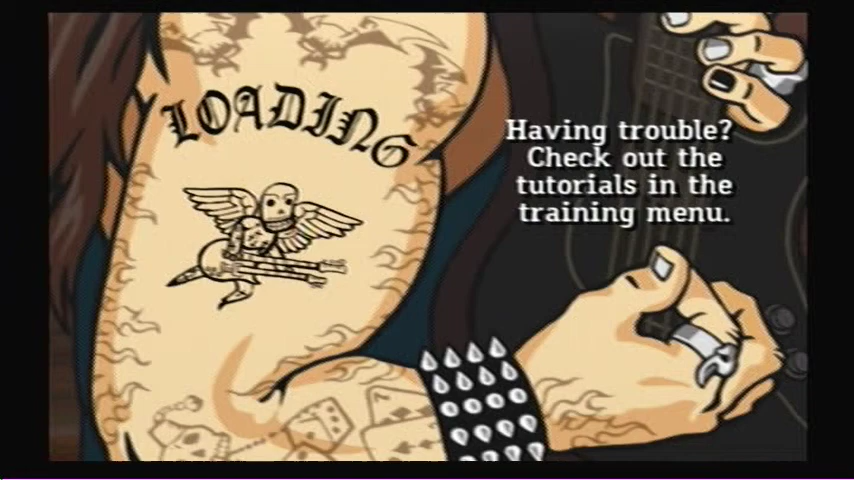 LOADING
Having trouble?
Check out the
tutorials in the
training menu.